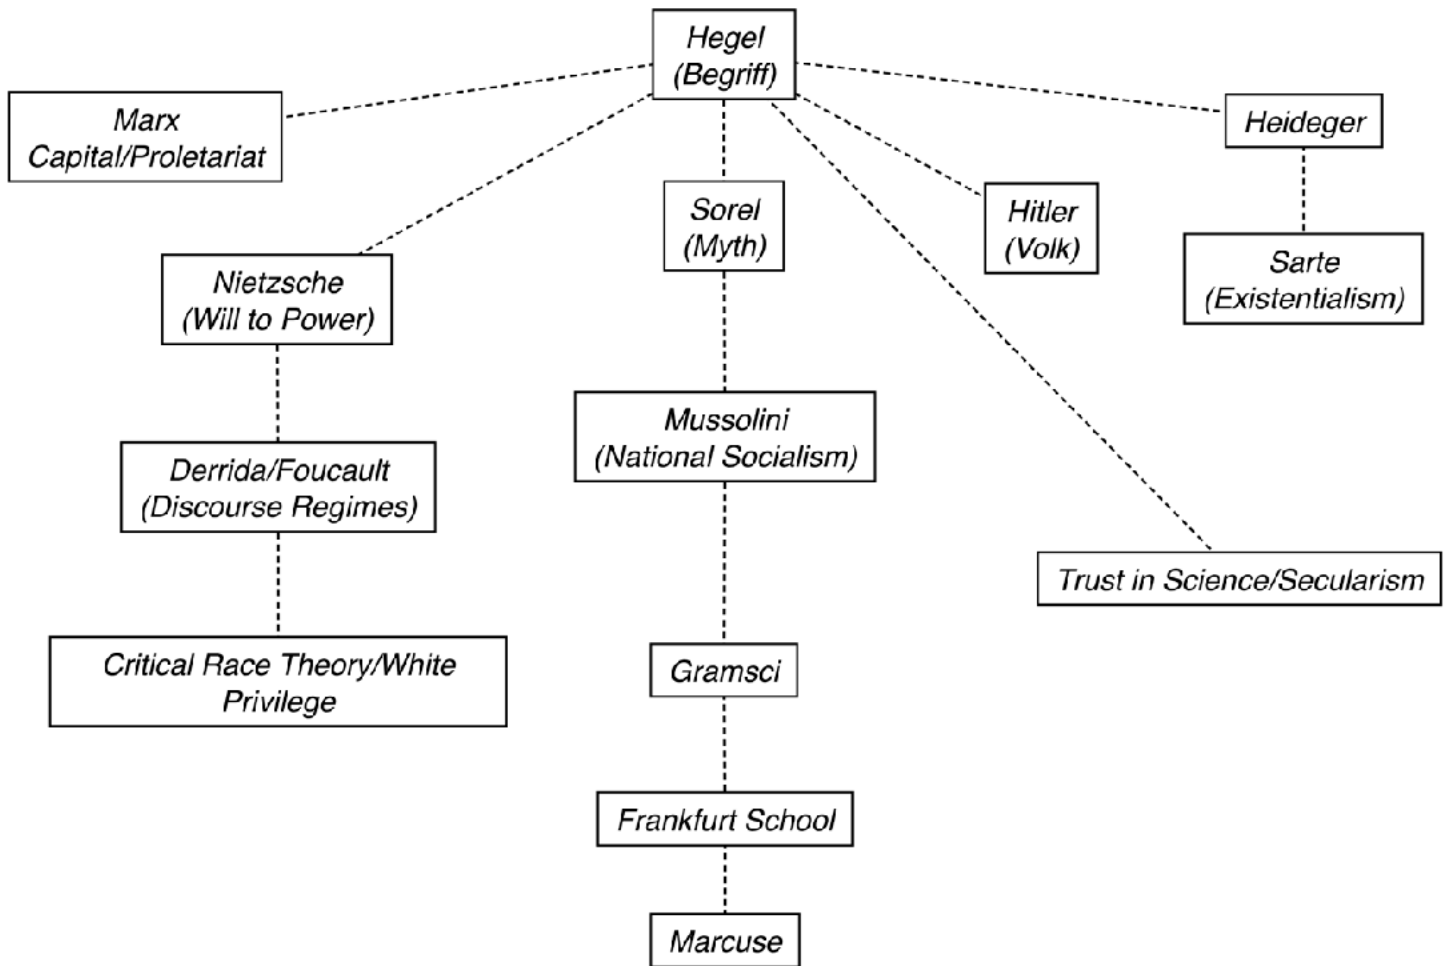 Hegel
(Begriff)
Marx
Capital/Proletariat
Heideger
Sorel
(Myth)
Hitler
(Volk)
Sarte
(Existentialism)
Nietzsche
(Will to Power)
Mussolini
(National Socialism)
Derrida/Foucault
(Discourse Regimes)
Trust in Science/Secularism
Critical Race Theory/White
Privilege
Gramsci
Frankfurt School
Marcuse